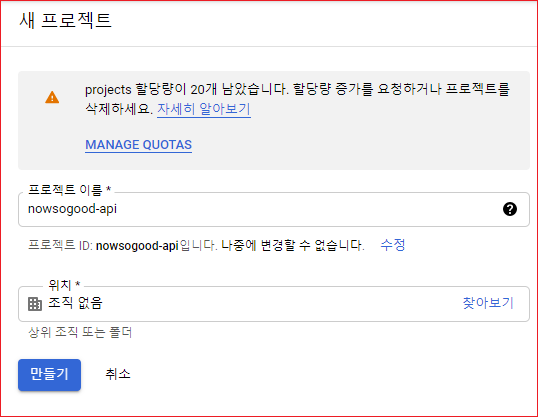 새 프로젝트
projects 할당량이 20개 남았습니다. 할당량 증가를 요청하거나 프로젝트를
삭제하세요. 자세히 알아보기
MANAGE QUOTAS
프로젝트 이름 *
nowsogood-api
프로젝트 ID: nowsogood-api입니다. 나중에 변경할 수 없습니다. 수정
위치 *
조직 없음 찾아보기
상위 조직 또는 폴더
만들기 취소